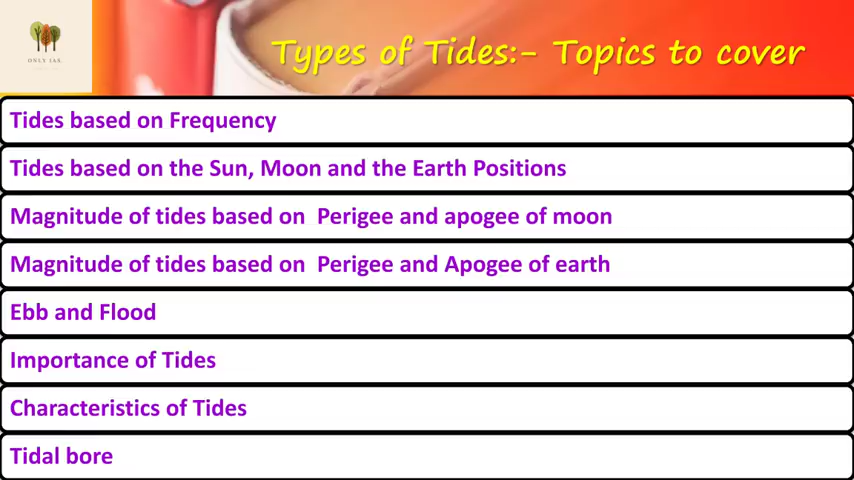 Types of Tides:- Topics to cover
ONLY IAS.
Tides based on Frequency
Tides based on the Sun, Moon and the Earth Positions
Magnitude of tides based on  Perigee and apogee of moon
Magnitude of tides based on  Perigee and Apogee of earth
Ebb and Flood
Importance of Tides
Characteristics of Tides
Tidal bore